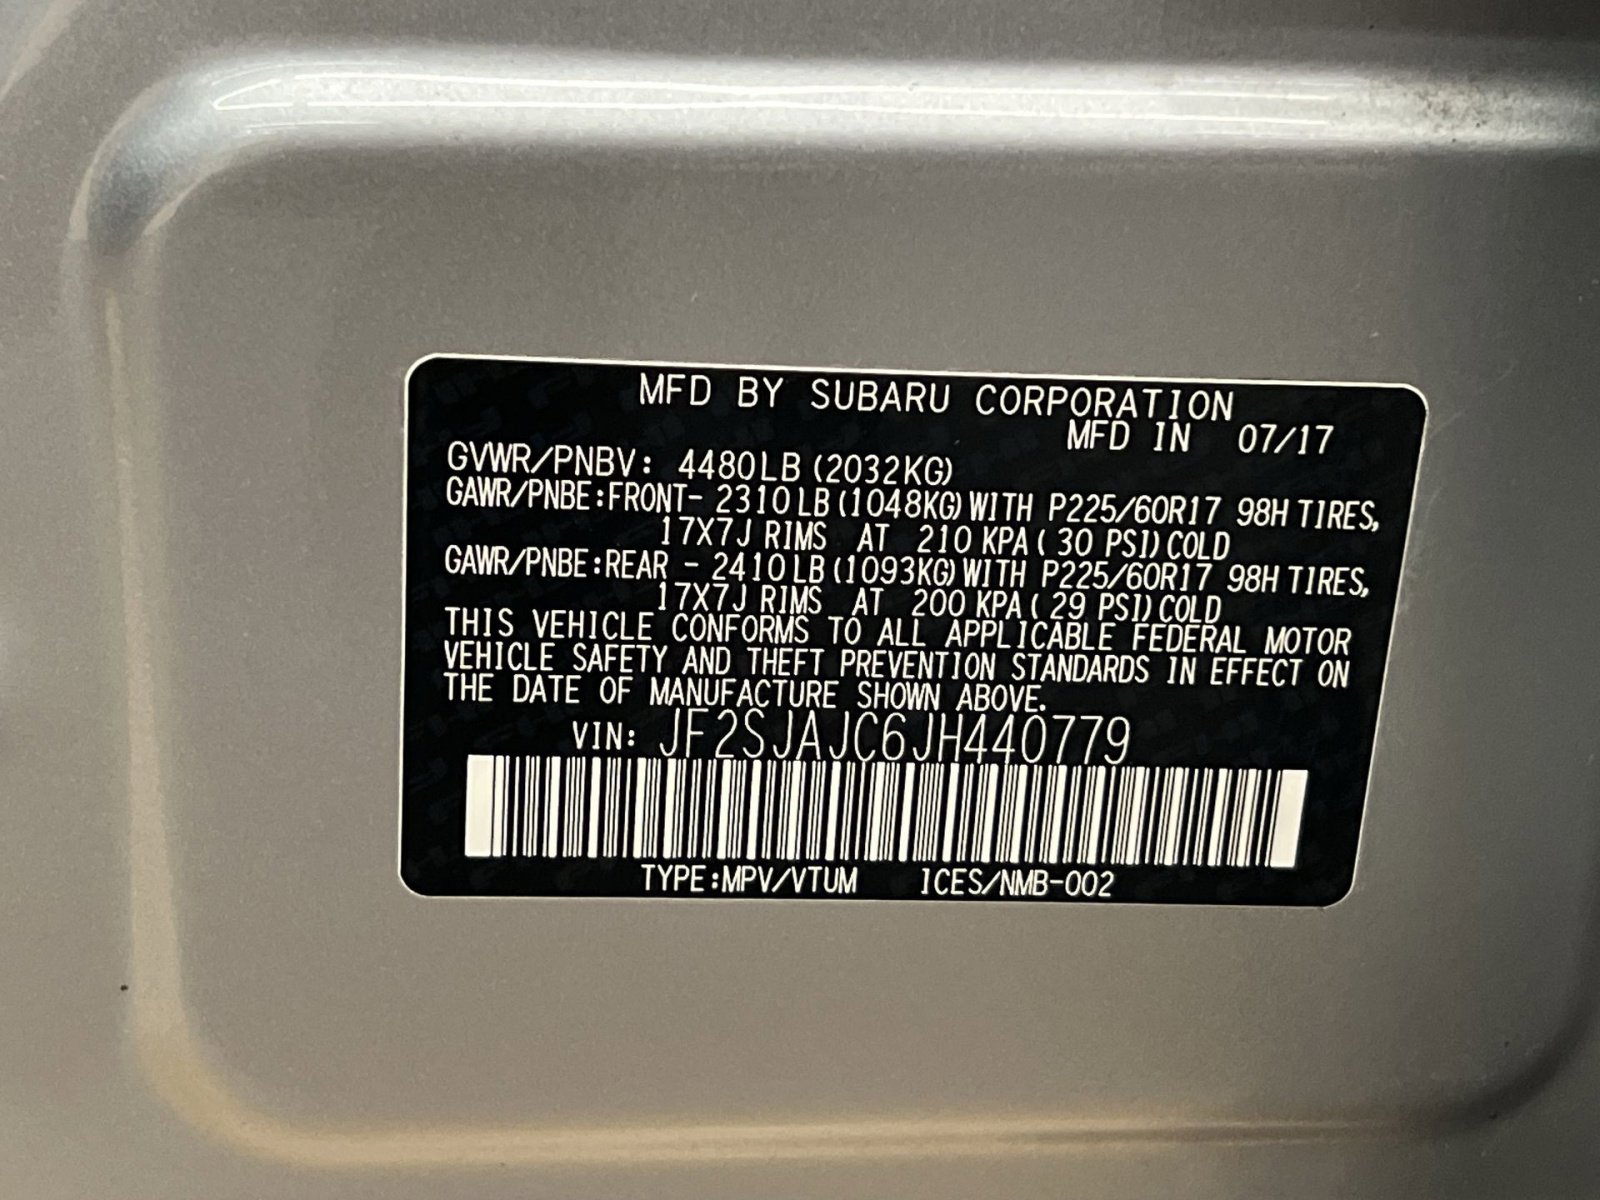 MFD BY SUBARU CORPORATION
MFD IN 07/17
GVWR/PNBV: 4480LB (2032KG)
GAWR/PNBE:FRONT- 2310LB (1048KG) WITH P225/60R17 98H TIRES,
17X7J RIMS AT 210 KPA ( 30 PSI) COLD
GAWR/PNBE:REAR - 2410LB (1093KG) WITH P225/60R17 98H TIRES,
17X7J RIMS AT 200 KPA ( 29 PSI) COLD
THIS VEHICLE CONFORMS TO ALL APPLICABLE FEDERAL MOTOR
VEHICLE SAFETY AND THEFT PREVENTION STANDARDS IN EFFECT ON
THE DATE OF MANUFACTURE SHOWN ABOVE.
VIN: JF2SJAJC6JH440779
TYPE:MPV/VTUM ICES/NMB-002